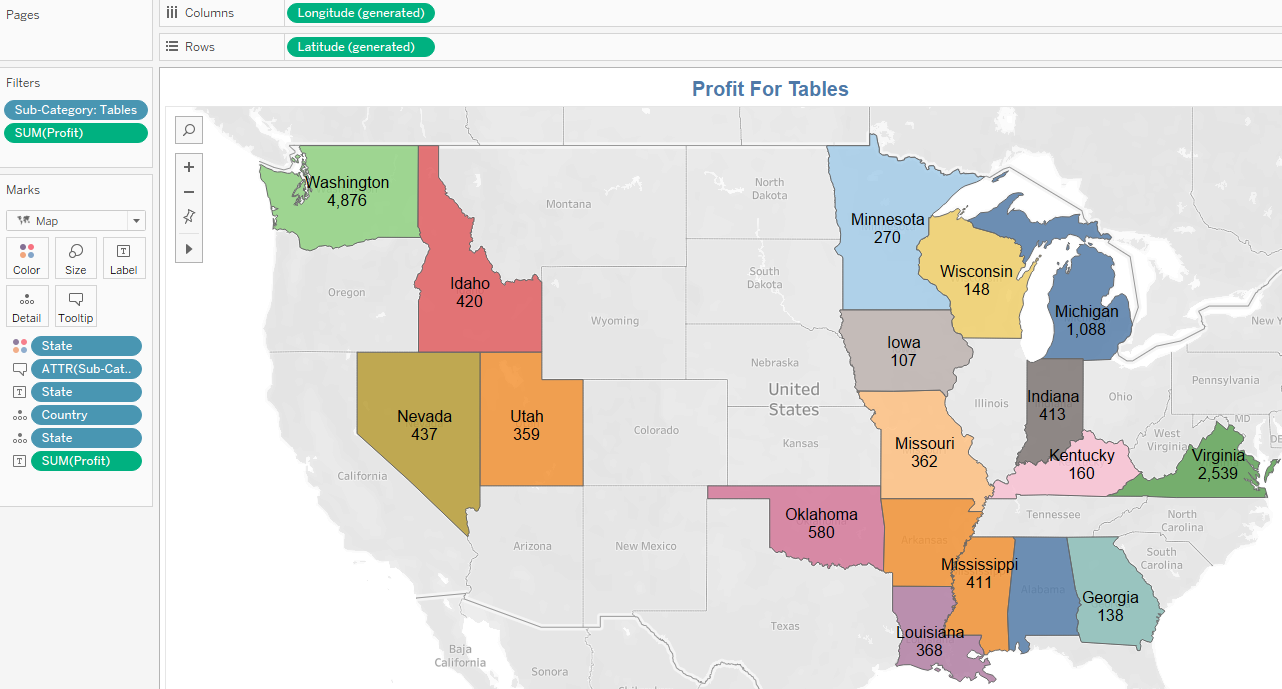 Pages
Columns
Longitude (generated)
Rows
Latitude (generated)
Filters
Sub-Category: Tables
SUM(Profit)
Marks
Map
Color
Size
Label
Detail
Tooltip
State
ATTR(Sub-Cat..
State
Country
State
SUM(Profit)
Profit For Tables
Washington
4,876
Montana
North
Dakota
Minnesota
270
Wisconsin
148
Michigan
1,088
Idaho
420
Oregon
South
Dakota
Wyoming
Iowa
107
New Y
Nebraska
United
States
Illinois
Indiana
413
Ohio
Pennsylvania
Nevada
437
Utah
359
Colorado
Kansas
Missouri
362
Kentucky
160
West
Virginia
MD
DE
Virginia
2,539
California
Oklahoma
580
Arkansas
Tennessee
North
Carolina
Arizona
New Mexico
Mississippi
411
Alabama
South
Carolina
Georgia
138
Texas
Louisiana
368
Baja
California
Sonora